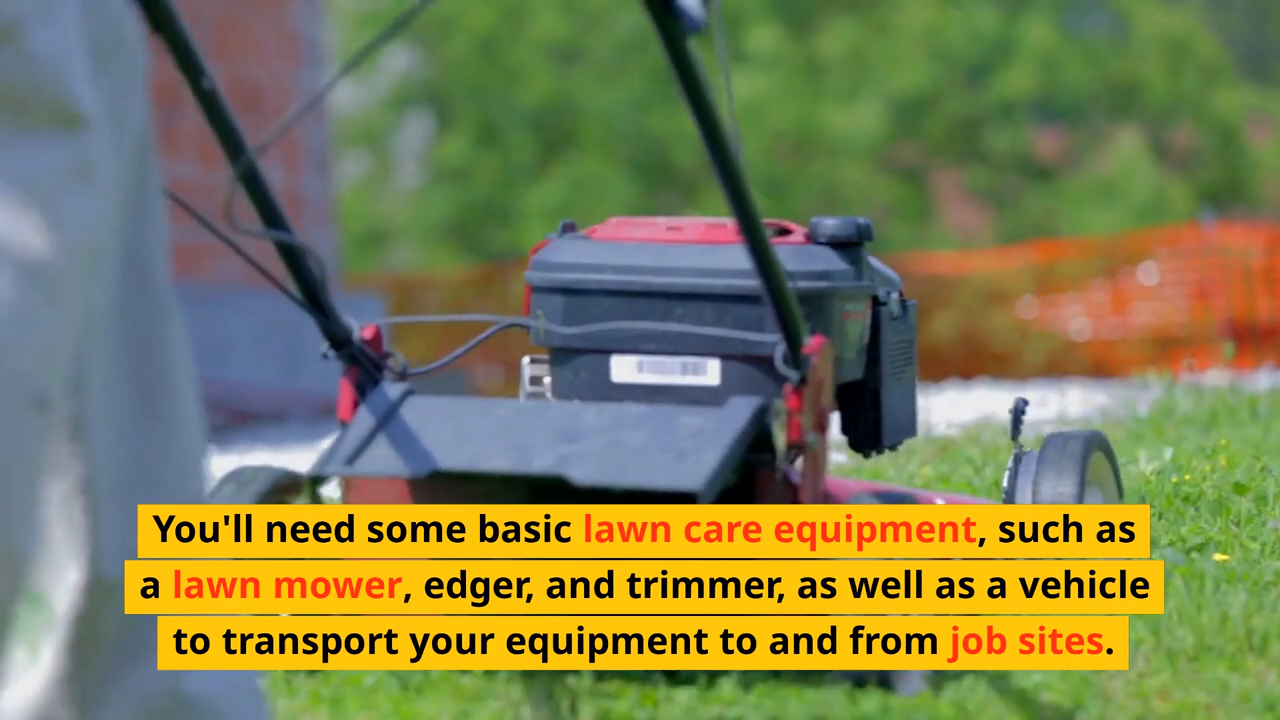 You'll need some basic lawn care equipment, such as
a lawn mower, edger, and trimmer, as well as a vehicle
to transport your equipment to and from job sites.